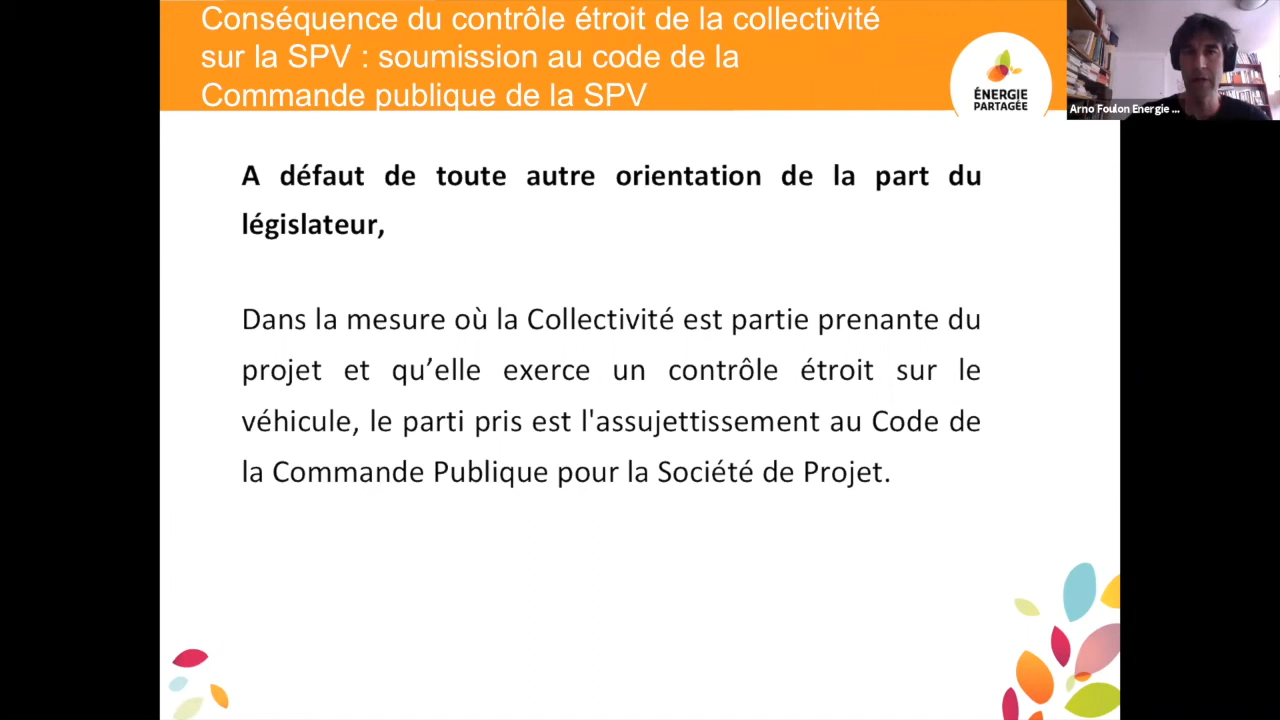 Conséquence du contrôle étroit de la collectivité
sur la SPV : soumission au code de la
Commande publique de la SPV
ÉNERGIE
PARTAGÉE
Arno Foulon Energie ...
A défaut de toute autre orientation de la part du
législateur,
Dans la mesure où la Collectivité est partie prenante du
projet et qu’elle exerce un contrôle étroit sur le
véhicule, le parti pris est l'assujettissement au Code de
la Commande Publique pour la Société de Projet.